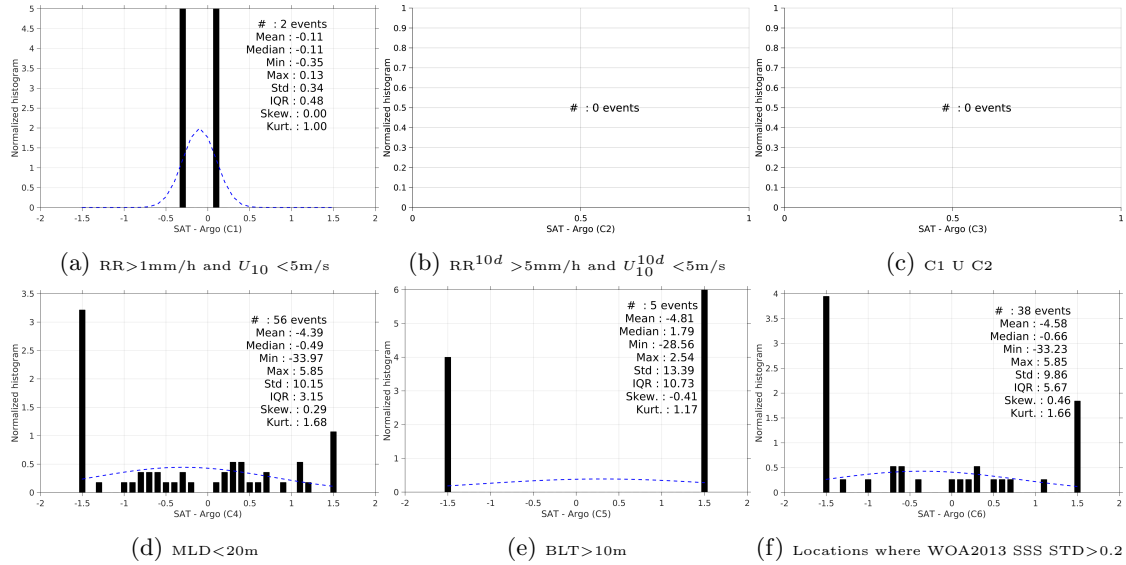 Normalized histogram
5
4.5
4
3.5
3
2.5
2
1.5
1
0.5
0
# : 2 events
Mean : -0.11
Median : -0.11
Min : -0.35
Max : 0.13
Std : 0.34
IQR : 0.48
Skew. : 0.00
Kurt. : 1.00
-2 -1.5 -1 -0.5 0 0.5 1 1.5 2
SAT - Argo (C1)
(a) RR>1mm/h and U10 <5m/s
Normalized histogram
1
0.9
0.8
0.7
0.6
0.5
0.4
0.3
0.2
0.1
0
# : 0 events
0 0.5 1
SAT - Argo (C2)
(b) RR10d >5mm/h and U10 10d <5m/s
Normalized histogram
1
0.9
0.8
0.7
0.6
0.5
0.4
0.3
0.2
0.1
0
# : 0 events
0 0.5 1
SAT - Argo (C3)
(c) C1 U C2
Normalized histogram
3.5
3
2.5
2
1.5
1
0.5
0
# : 56 events
Mean : -4.39
Median : -0.49
Min : -33.97
Max : 5.85
Std : 10.15
IQR : 3.15
Skew. : 0.29
Kurt. : 1.68
-2 -1.5 -1 -0.5 0 0.5 1 1.5 2
SAT - Argo (C4)
(d) MLD<20m
Normalized histogram
6
5
4
3
2
1
0
# : 5 events
Mean : -4.81
Median : 1.79
Min : -28.56
Max : 2.54
Std : 13.39
IQR : 10.73
Skew. : -0.41
Kurt. : 1.17
-2 -1.5 -1 -0.5 0 0.5 1 1.5 2
SAT - Argo (C5)
(e) BLT>10m
Normalized histogram
4
3.5
3
2.5
2
1.5
1
0.5
0
# : 38 events
Mean : -4.58
Median : -0.66
Min : -33.23
Max : 5.85
Std : 9.86
IQR : 5.67
Skew. : 0.46
Kurt. : 1.66
-2 -1.5 -1 -0.5 0 0.5 1 1.5 2
SAT - Argo (C6)
(f) Locations where WOA2013 SSS STD>0.2